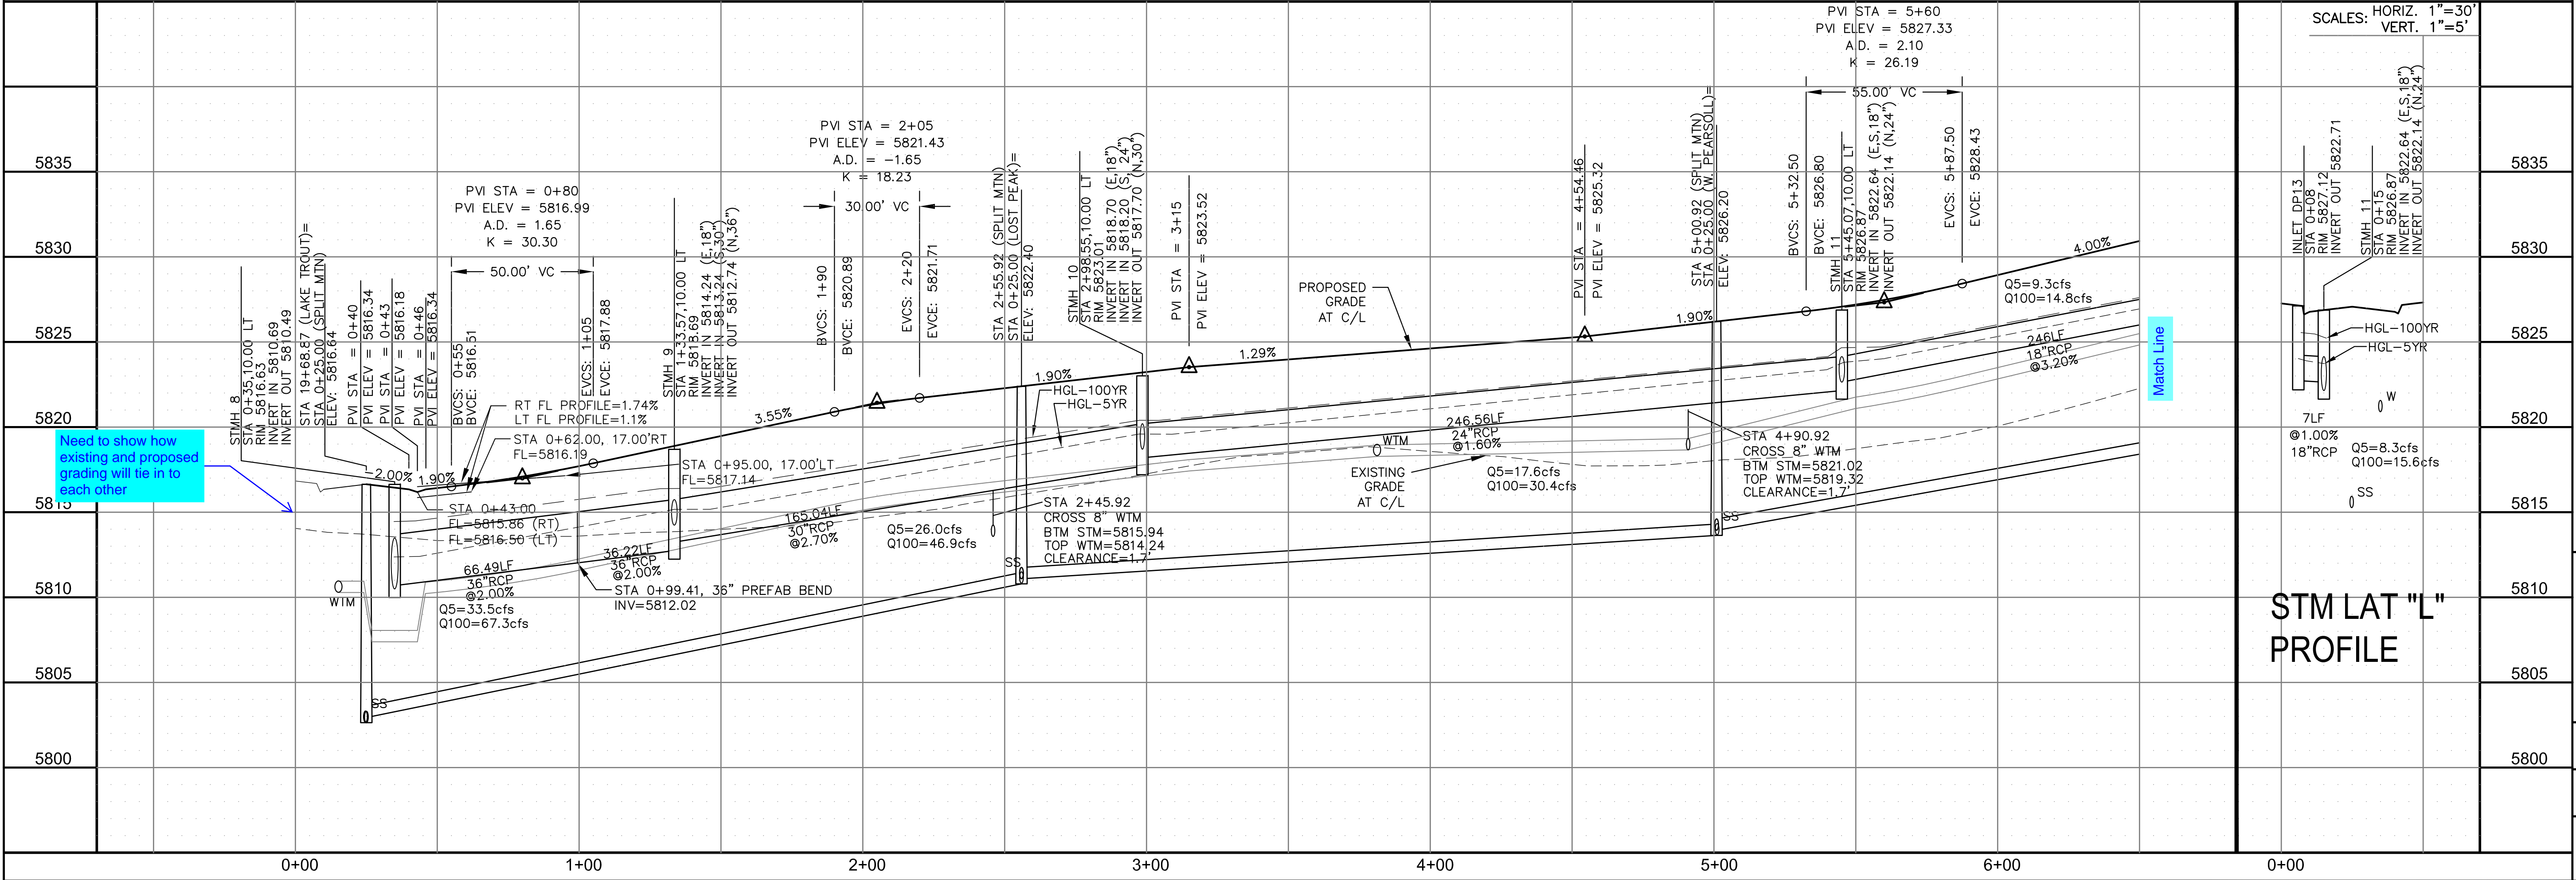 SCALES: HORIZ. 1"=30'
VERT. 1"=5'
5835
5830
5825
5820
5815
5810
5805
5800
Need to show how
existing and proposed
grading will tie in to
each other
STMH 8
STA 0+35,10.00 LT
RIM 5816.63
INVERT IN 5810.69
INVERT OUT 5810.49
STA 19+68.87 (LAKE TROUT)=
STA 0+25.00 (SPLIT MTN)
ELEV: 5816.64
PVI STA = 0+40
PVI ELEV = 5816.34
PVI STA = 0+43
PVI ELEV = 5816.18
PVI STA = 0+46
PVI ELEV = 5816.34
BVCS: 0+55
BVCE: 5816.51
PVI STA = 0+80
PVI ELEV = 5816.99
A.D. = 1.65
K = 30.30
50.00' VC
EVCS: 1+05
EVCE: 5817.88
RT FL PROFILE=1.74%
LT FL PROFILE=1.1%
STA 0+62.00, 17.00'RT
FL=5816.19
STA 0+95.00, 17.00'LT
FL=5817.14
-2.00%
1.90%
STA 0+43.00
FL=5815.86 (RT)
FL=5816.50 (LT)
WTM
66.49LF
36"RCP
@2.00%
Q5=33.5cfs
Q100=67.3cfs
36.22LF
36"RCP
@2.00%
STA 0+99.41, 36" PREFAB BEND
INV=5812.02
SS
STMH 9
STA 1+33.57,10.00 LT
RIM 5818.69
INVERT IN 5814.24 (E,18")
INVERT IN 5813.24 (S,30")
INVERT OUT 5812.74 (N,36")
3.55%
PVI STA = 2+05
PVI ELEV = 5821.43
A.D. = -1.65
K = 18.23
30.00' VC
BVCS: 1+90
BVCE: 5820.89
EVCS: 2+20
EVCE: 5821.71
165.04LF
30"RCP
@2.70%
Q5=26.0cfs
Q100=46.9cfs
STA 2+55.92 (SPLIT MTN)
STA 0+25.00 (LOST PEAK)=
ELEV: 5822.40
1.90%
HGL-100YR
HGL-5YR
STA 2+45.92
CROSS 8" WTM
BTM STM=5815.94
TOP WTM=5814.24
CLEARANCE=1.7'
SS
STMH 10
STA 2+98.55,10.00 LT
RIM 5823.01
INVERT IN 5818.70 (E,18")
INVERT IN 5818.20 (S, 24")
INVERT OUT 5817.70 (N,30")
PVI STA = 3+15
PVI ELEV = 5823.52
1.29%
PROPOSED
GRADE
AT C/L
WTM
EXISTING
GRADE
AT C/L
246.56LF
24"RCP
@1.60%
Q5=17.6cfs
Q100=30.4cfs
PVI STA = 4+54.46
PVI ELEV = 5825.32
1.90%
STA 5+00.92 (SPLIT MTN)
STA 0+25.00 (W. PEARSOLL)=
ELEV: 5826.20
STA 4+90.92
CROSS 8" WTM
BTM STM=5821.02
TOP WTM=5819.32
CLEARANCE=1.7'
SS
PVI STA = 5+60
PVI ELEV = 5827.33
A.D. = 2.10
K = 26.19
55.00' VC
BVCS: 5+32.50
BVCE: 5826.80
STMH 11
STA 5+45.07,10.00 LT
RIM 5826.87
INVERT IN 5822.64 (E,S,18")
INVERT OUT 5822.14 (N,24")
EVCS: 5+87.50
EVCE: 5828.43
4.00%
Q5=9.3cfs
Q100=14.8cfs
246LF
18"RCP
@3.20%
Match Line
INLET DP13
STA 0+08
RIM 5827.12
INVERT OUT 5822.71
STMH 11
STA 0+15
RIM 5826.87
INVERT IN 5822.64 (E,S,18")
INVERT OUT 5822.14 (N,24")
HGL-100YR
HGL-5YR
W
7LF
@1.00%
18"RCP
Q5=8.3cfs
Q100=15.6cfs
SS
STM LAT "L"
PROFILE
5835
5830
5825
5820
5815
5810
5805
5800
0+00
1+00
2+00
3+00
4+00
5+00
6+00
0+00